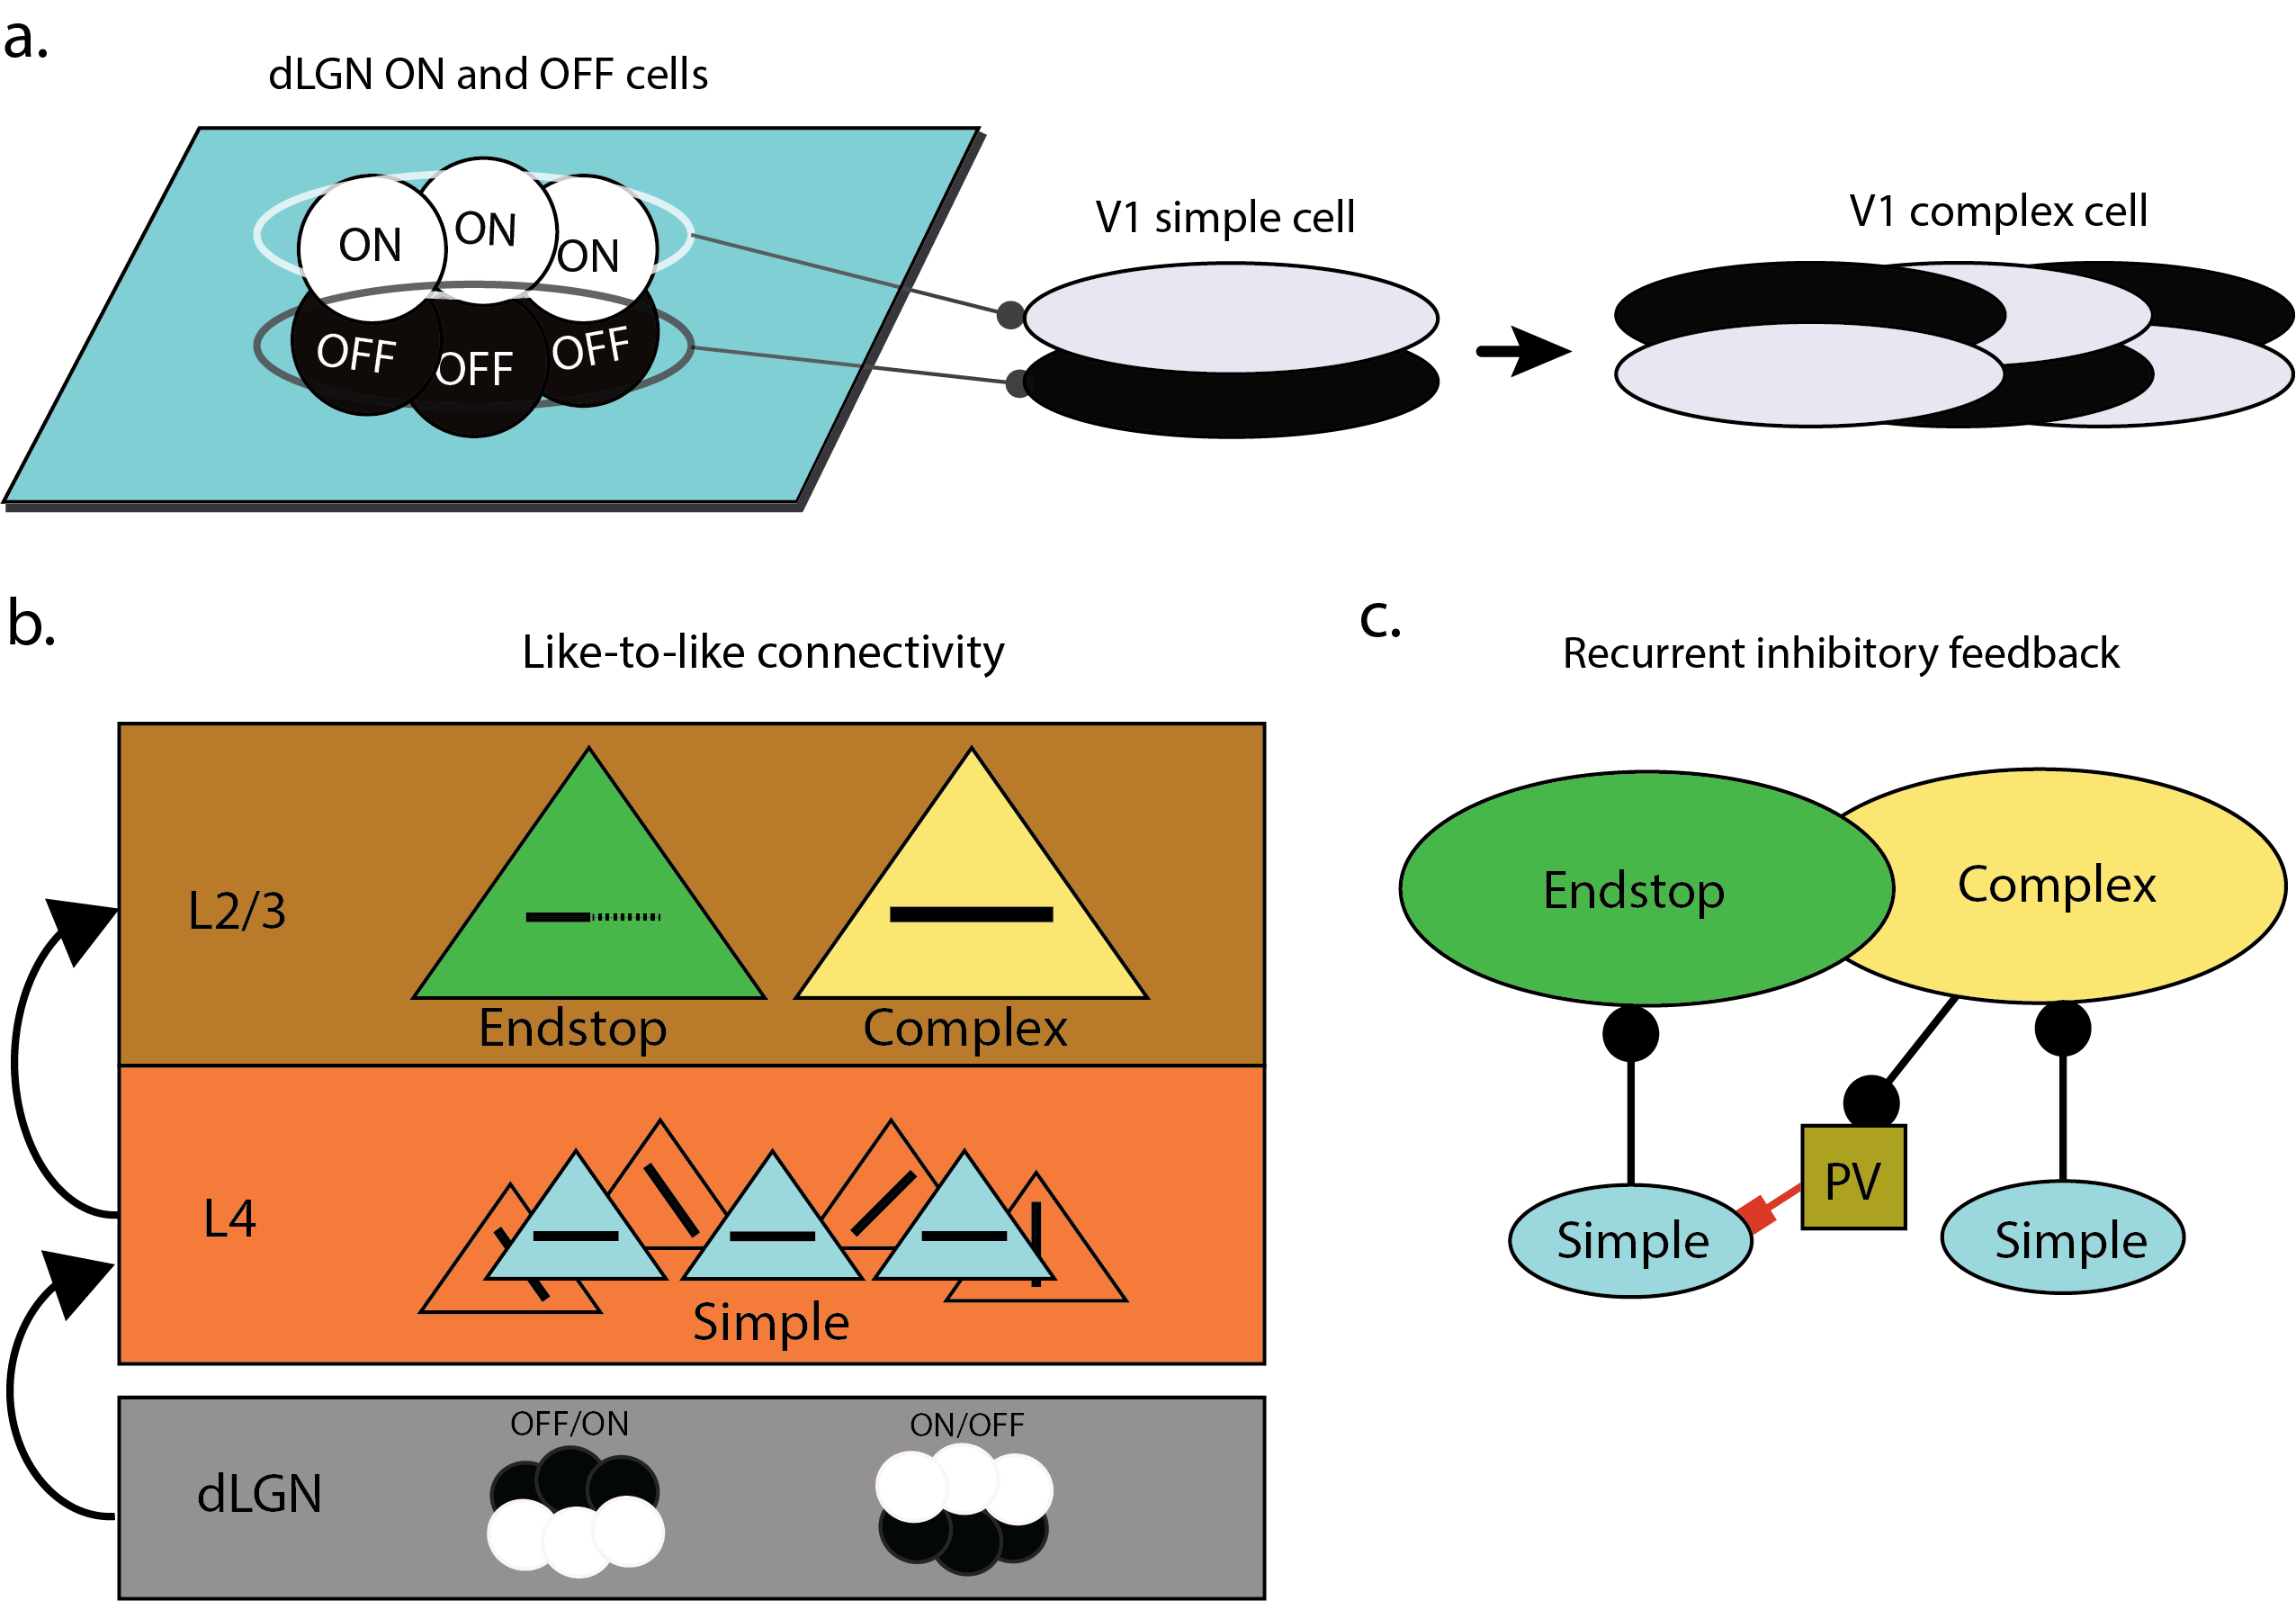 a.
dLGN ON and OFF cells
ON
ON
ON
OFF
OFF
OFF
V1 simple cell
V1 complex cell
b.
Like-to-like connectivity
L2/3
Endstop
Complex
L4
Simple
dLGN
OFF/ON
ON/OFF
c.
Recurrent inhibitory feedback
Endstop
Complex
PV
Simple
Simple